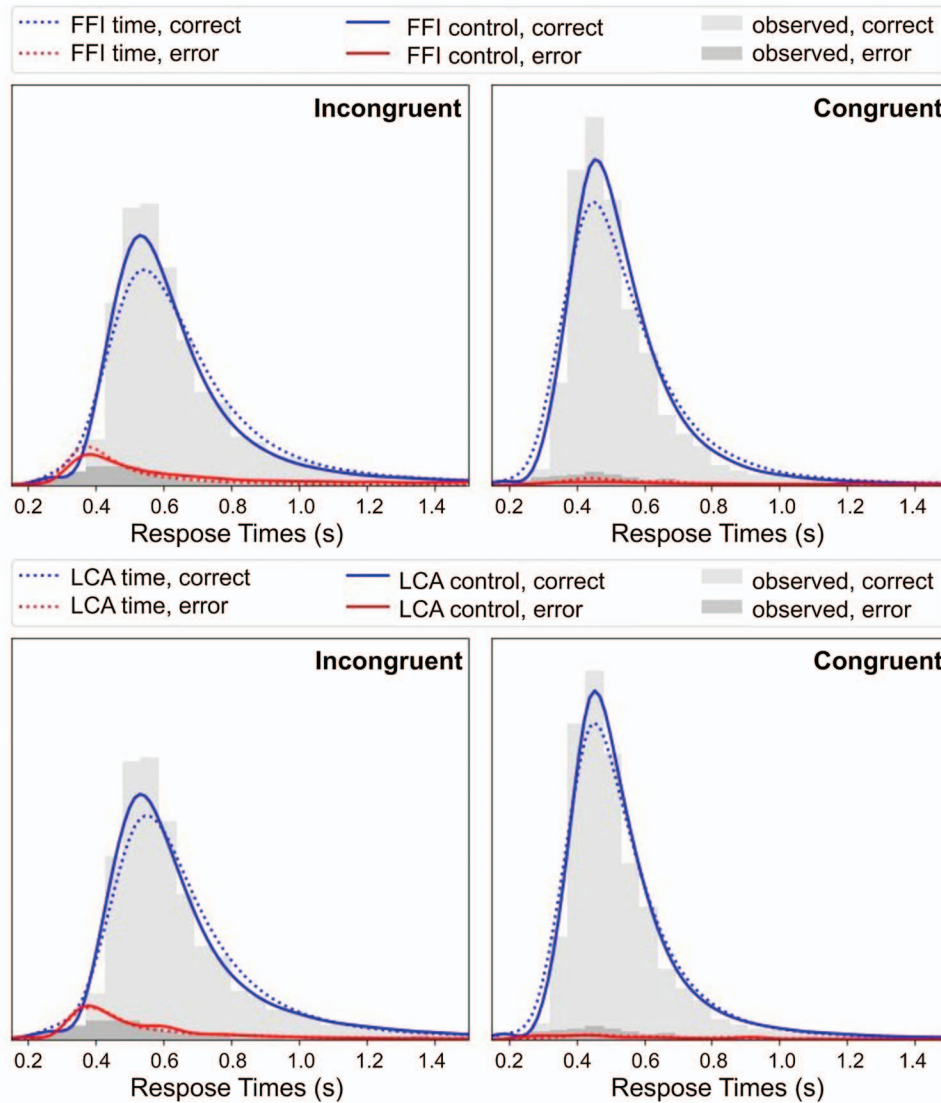 FFI time, correct FFI control, correct observed, correct
FFI time, error FFI control, error observed, error
Incongruent Congruent
0.2 0.4 0.6 0.8 1.0 1.2 1.4 0.2 0.4 0.6 0.8 1.0 1.2 1.4
Respose Times (s) Respose Times (s)
LCA time, correct LCA control, correct observed, correct
LCA time, error LCA control, error observed, error
Incongruent Congruent
0.2 0.4 0.6 0.8 1.0 1.2 1.4 0.2 0.4 0.6 0.8 1.0 1.2 1.4
Respose Times (s) Respose Times (s)